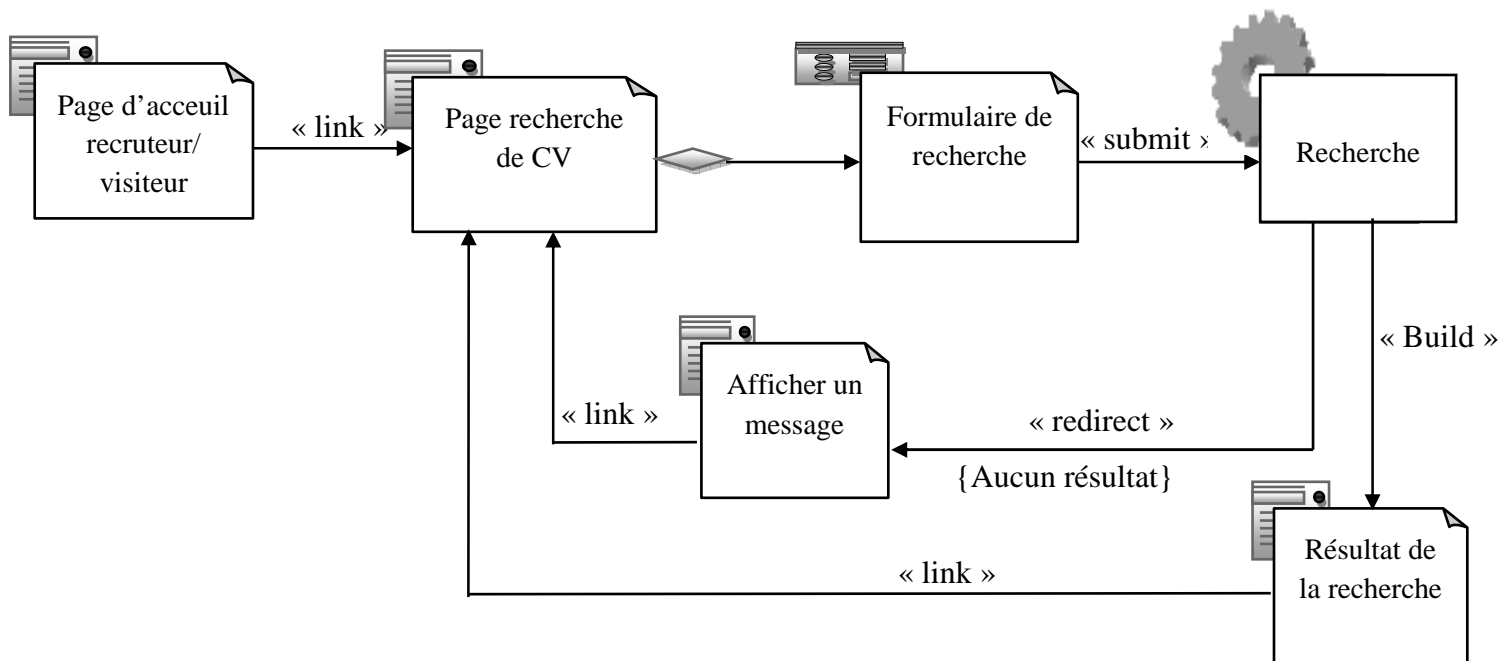 Page d’acceuil
recruteur/
visiteur
« link »
Page recherche
de CV
Formulaire de
recherche
« submit »
Recherche
« Build »
Afficher un
message
« link »
« redirect »
{Aucun résultat}
Résultat de
la recherche
« link »